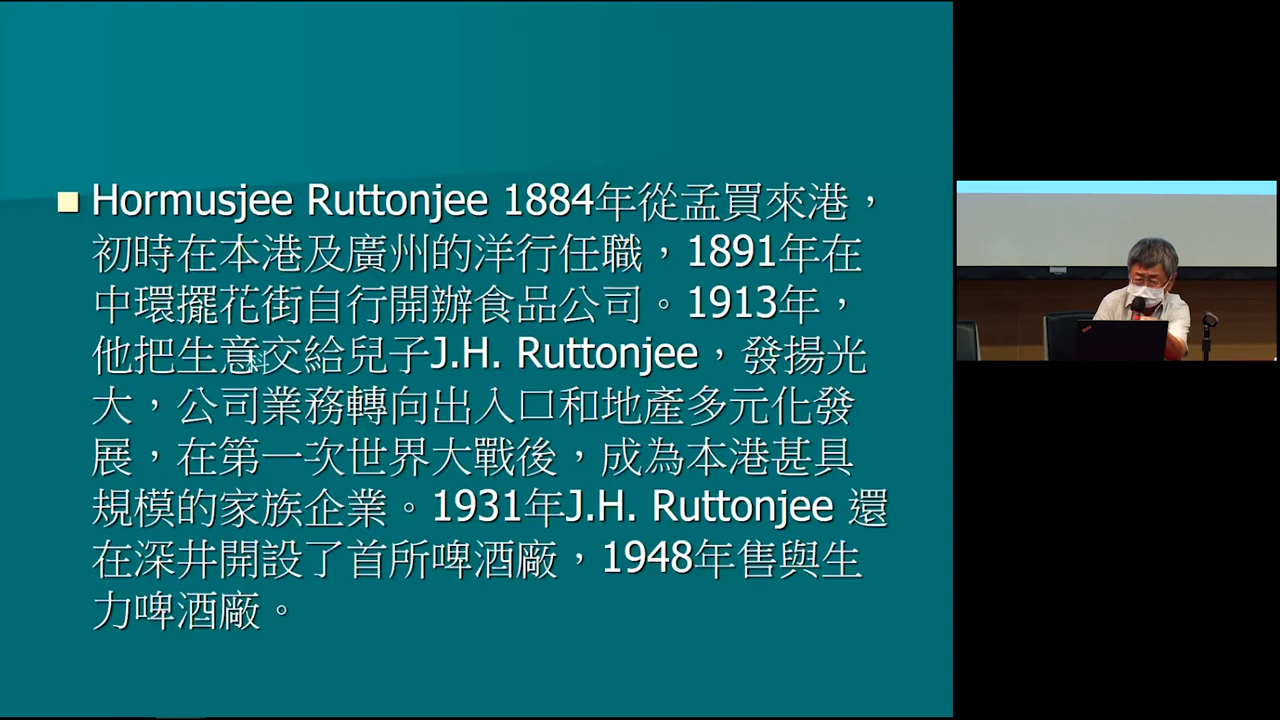 Hormusjee Ruttonjee 1884年從孟買來港，
初時在本港及廣州的洋行任職，1891年在
中環擺花街自行開辦食品公司。1913年，
他把生意交給兒子J.H. Ruttonjee，發揚光
大，公司業務轉向出入口和地產多元化發
展，在第一次世界大戰後，成為本港甚具
規模的家族企業。1931年J.H. Ruttonjee 還
在深井開設了首所啤酒廠，1948年售與生
力啤酒廠。